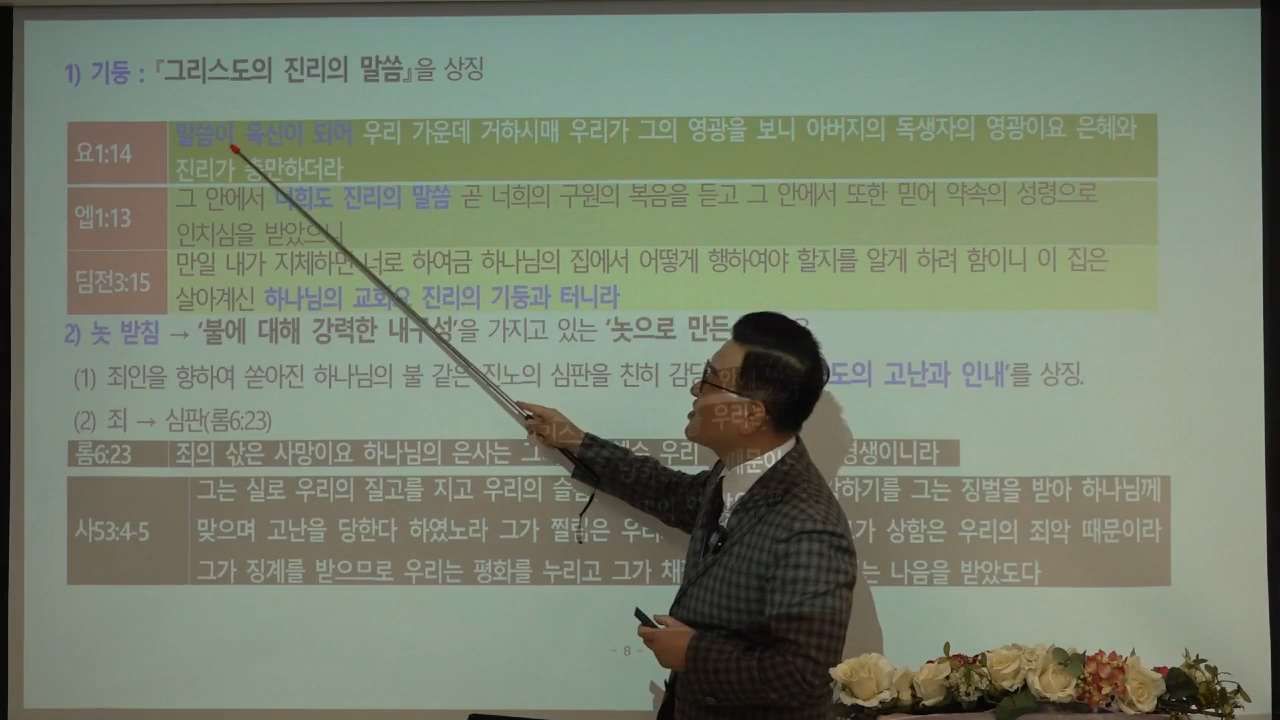 1) 기둥 : 『그리스도의 진리의 말씀』을 상징
요1:14
말씀이 육신이 되어 우리 가운데 거하시매 우리가 그의 영광을 보니 아버지의 독생자의 영광이요 은혜와
진리가 충만하더라
엡1:13
그 안에서 너희도 진리의 말씀 곧 너희의 구원의 복음을 듣고 그 안에서 또한 믿어 약속의 성령으로
인치심을 받았으니
딤전3:15
만일 내가 지체하면 너로 하여금 하나님의 집에서 어떻게 행하여야 할지를 알게 하려 함이니 이 집은
살아계신 하나님의 교회요 진리의 기둥과 터니라
2) 놋 받침 → '불에 대해 강력한 내구성'을 가지고 있는 '놋으로 만든
(1) 죄인을 향하여 쏟아진 하나님의 불 같은 진노의 심판을 친히 도의 고난과 인내'를 상징.
(2) 죄 → 심판(롬6:23)
롬6:23
죄의 삯은 사망이요 하나님의 은사는 우리 영생이니라
사53:4-5
그는 실로 우리의 질고를 지고 우리의 하기를 그는 징벌을 받아 하나님께
맞으며 고난을 당한다 하였노라 그가 찔림은 상함은 우리의 죄악 때문이라
그가 징계를 받으므로 우리는 평화를 누리고 그가 는 나음을 받았도다
- 8 -